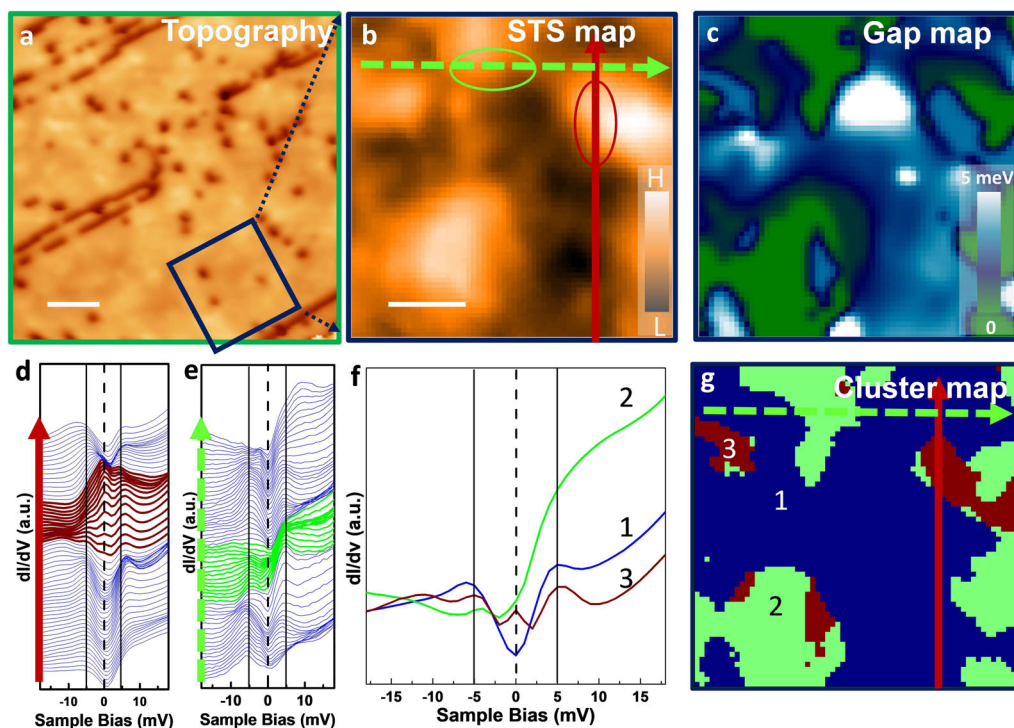 a
Topography
b
STS map
H
L
c
Gap map
5 meV
0
d
dI/dV (a.u.)
-10 0 10
Sample Bias (mV)
e
-10 0 10
Sample Bias (mV)
f
dI/dv (a.u.)
2
1
3
-15 -10 -5 0 5 10 15
Sample Bias (mV)
g
Cluster map
3
1
2